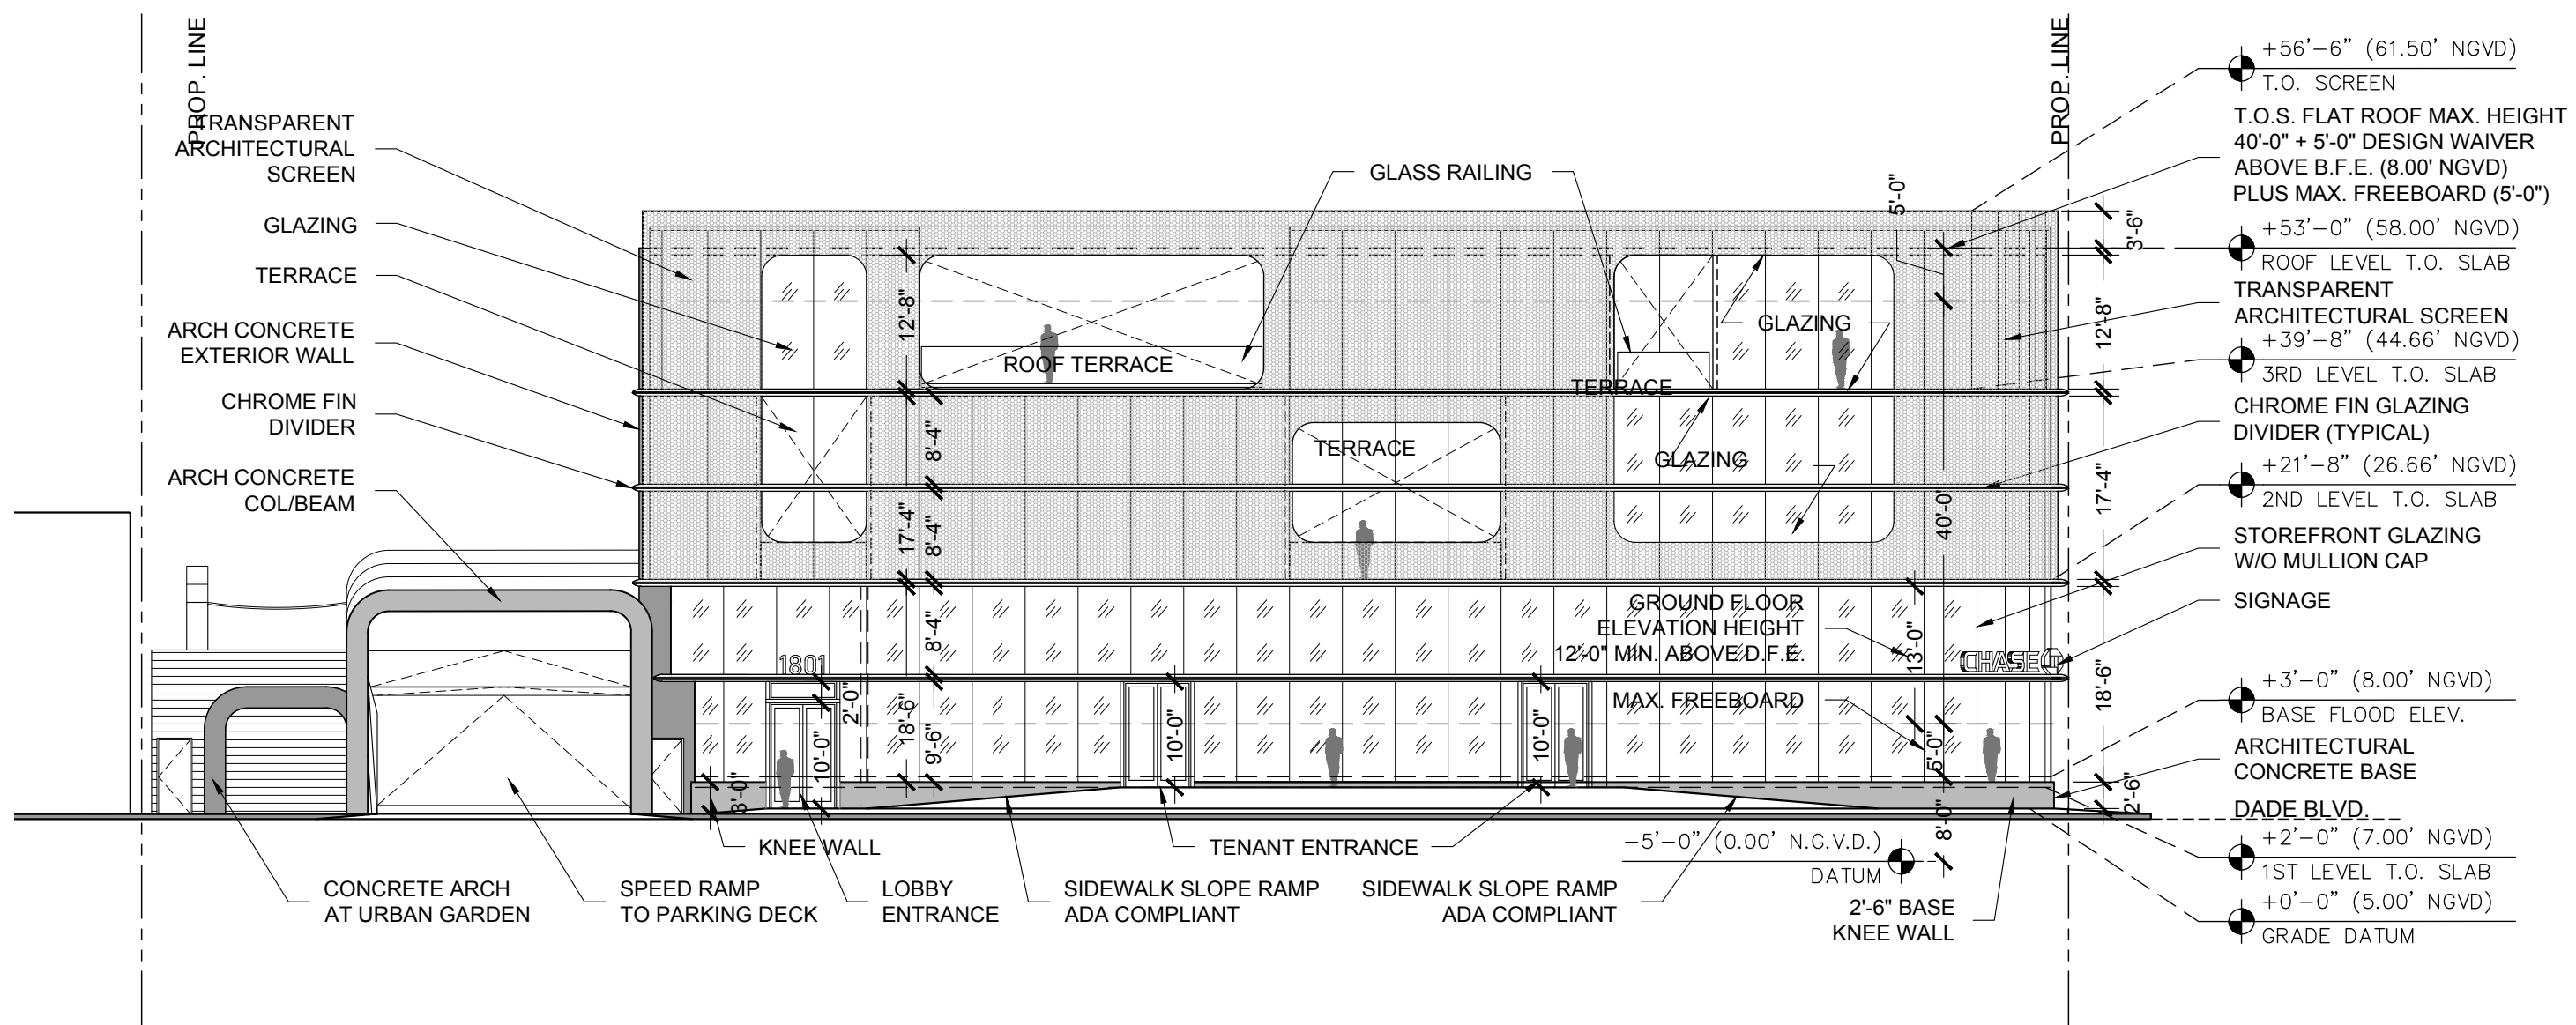 PROP. LINE
TRANSPARENT
ARCHITECTURAL
SCREEN
GLAZING
TERRACE
ARCH CONCRETE
EXTERIOR WALL
CHROME FIN
DIVIDER
ARCH CONCRETE
COL/BEAM
GLASS RAILING
ROOF TERRACE
TERRACE
GLAZING
TERRACE
GLAZING
12'-8"
8'-4"
17'-4"
8'-4"
8'-4"
18'-6"
9'-6"
2'-0"
10'-0"
3'-0"
10'-0"
10'-0"
1801
GROUND FLOOR
ELEVATION HEIGHT
12'-0" MIN. ABOVE D.F.E.
MAX. FREEBOARD
5'-0"
40'-0"
13'-0"
5'-0"
8'-0"
CHASE
KNEE WALL
TENANT ENTRANCE
CONCRETE ARCH
AT URBAN GARDEN
SPEED RAMP
TO PARKING DECK
LOBBY
ENTRANCE
SIDEWALK SLOPE RAMP
ADA COMPLIANT
SIDEWALK SLOPE RAMP
ADA COMPLIANT
-5'-0" (0.00' N.G.V.D.)
DATUM
2'-6" BASE
KNEE WALL
PROP. LINE
3'-6"
12'-8"
17'-4"
18'-6"
2'-6"
+56'-6" (61.50' NGVD)
T.O. SCREEN
T.O.S. FLAT ROOF MAX. HEIGHT
40'-0" + 5'-0" DESIGN WAIVER
ABOVE B.F.E. (8.00' NGVD)
PLUS MAX. FREEBOARD (5'-0")
+53'-0" (58.00' NGVD)
ROOF LEVEL T.O. SLAB
TRANSPARENT
ARCHITECTURAL SCREEN
+39'-8" (44.66' NGVD)
3RD LEVEL T.O. SLAB
CHROME FIN GLAZING
DIVIDER (TYPICAL)
+21'-8" (26.66' NGVD)
2ND LEVEL T.O. SLAB
STOREFRONT GLAZING
W/O MULLION CAP
SIGNAGE
+3'-0" (8.00' NGVD)
BASE FLOOD ELEV.
ARCHITECTURAL
CONCRETE BASE
DADE BLVD.
+2'-0" (7.00' NGVD)
1ST LEVEL T.O. SLAB
+0'-0" (5.00' NGVD)
GRADE DATUM